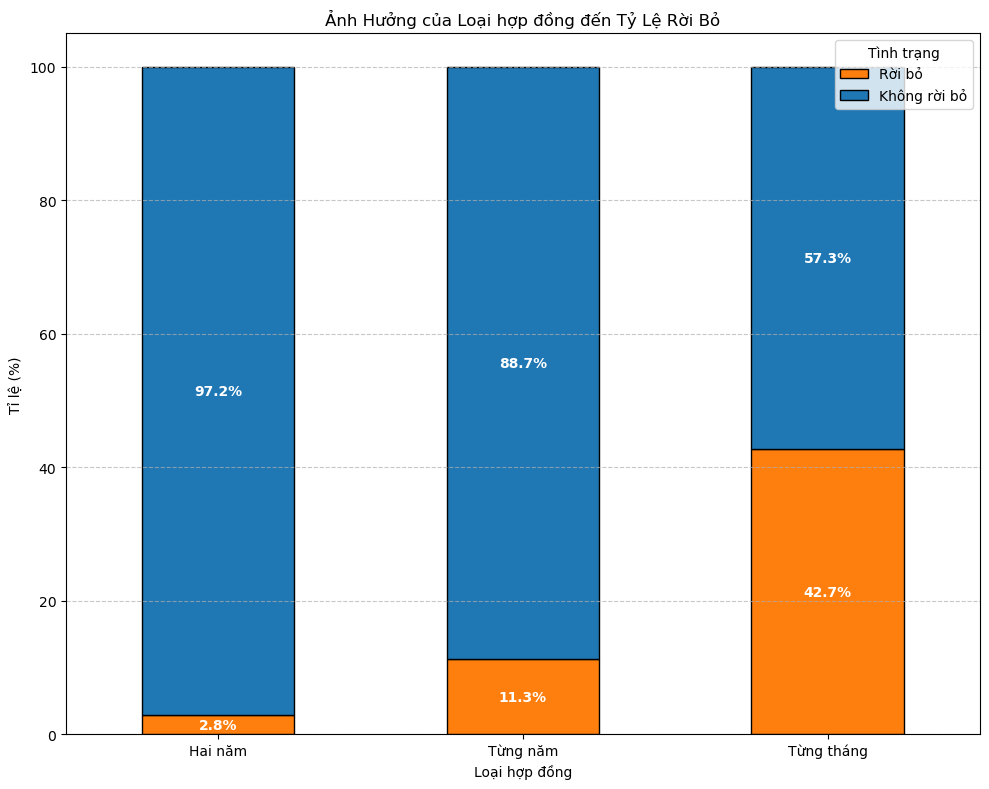 Ảnh Hưởng của Loại hợp đồng đến Tỷ Lệ Rời Bỏ
Tình trạng
Rời bỏ
Không rời bỏ
100
80
60
40
20
0
Tỉ lệ (%)
97.2%
2.8%
88.7%
11.3%
57.3%
42.7%
Hai năm
Từng năm
Từng tháng
Loại hợp đồng